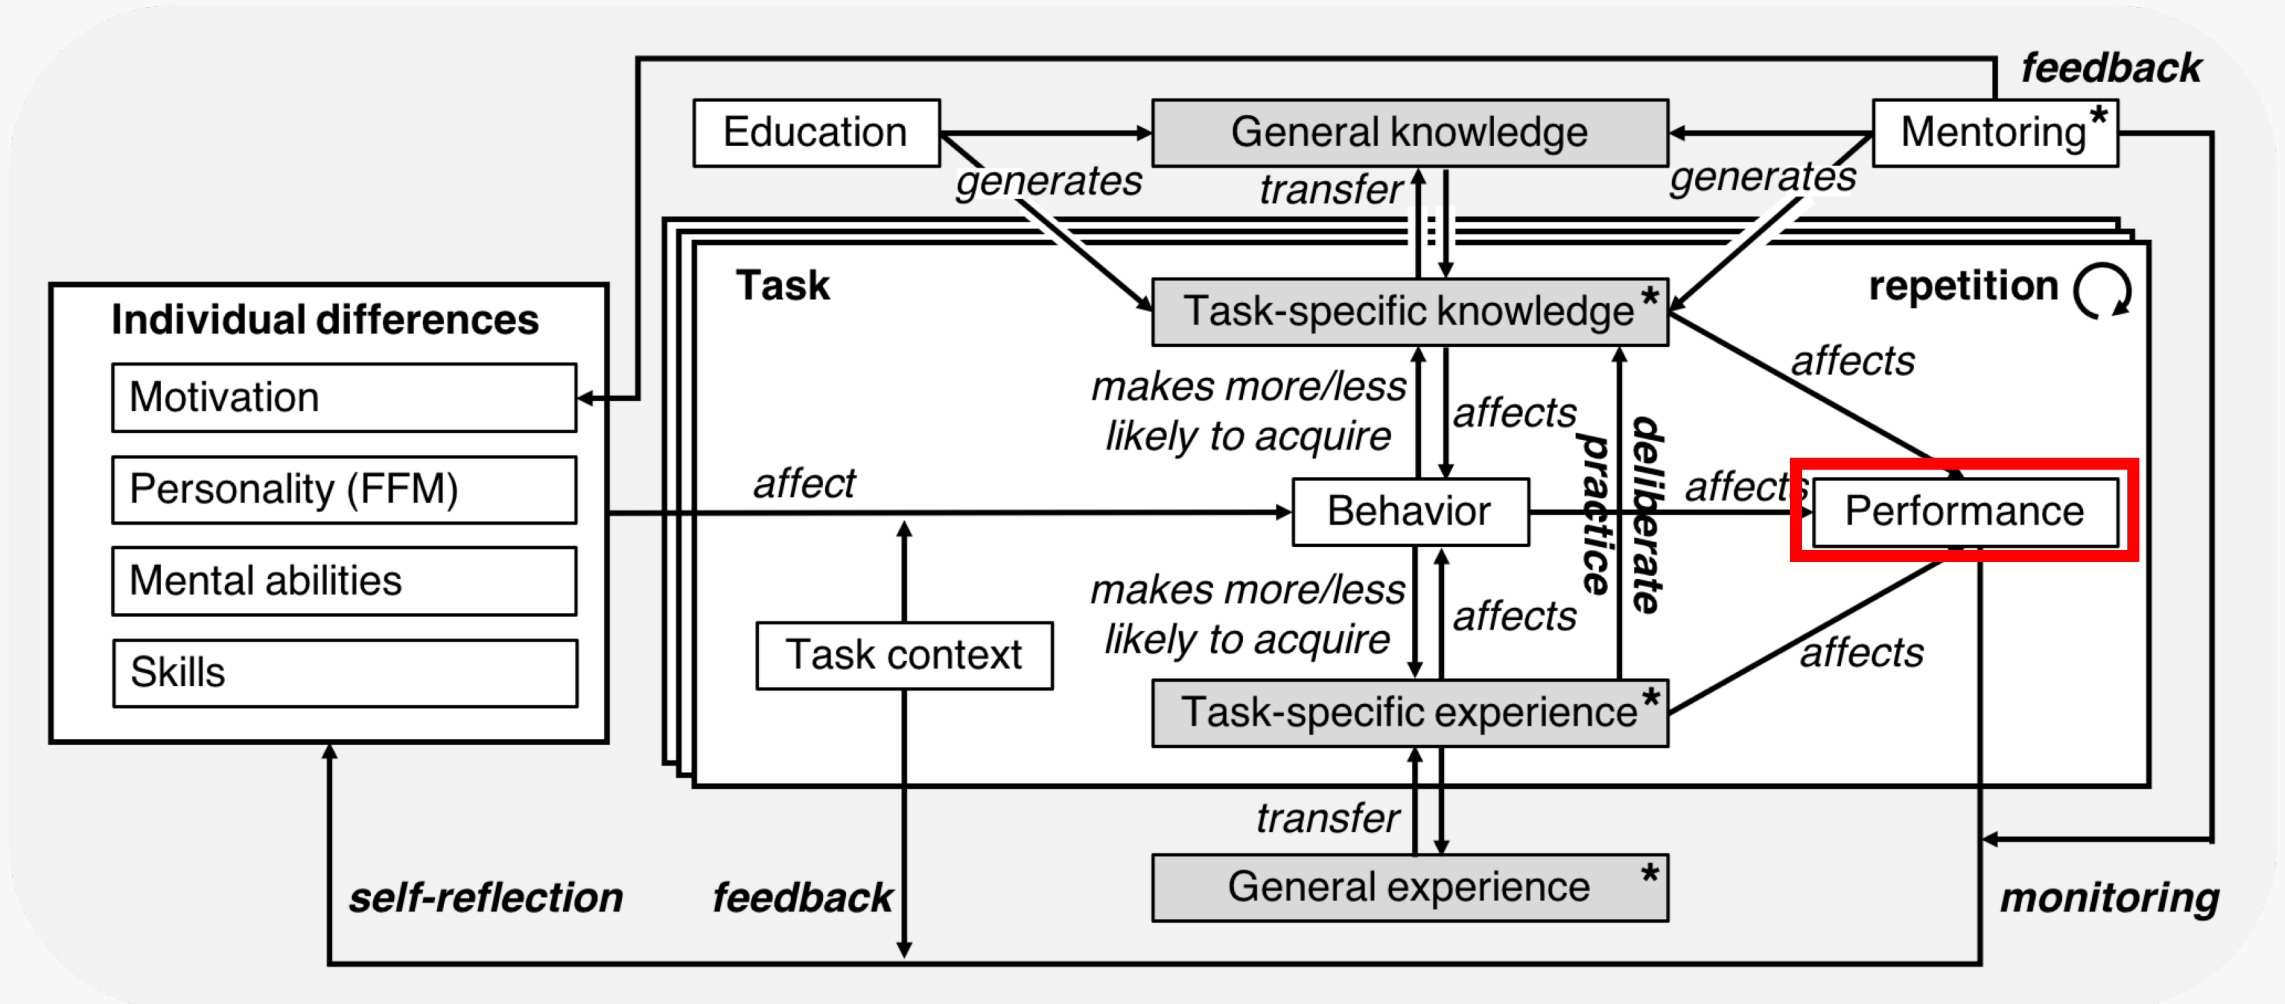 feedback
Education
General knowledge
Mentoring*
generates
transfer
generates
Task
repetition
Individual differences
Task-specific knowledge*
Motivation
makes more/less
likely to acquire
affects
affects
deliberate
practice
Personality (FFM)
affect
Behavior
affects
Performance
Mental abilities
makes more/less
likely to acquire
affects
Task context
affects
Skills
Task-specific experience*
transfer
General experience *
self-reflection
feedback
monitoring